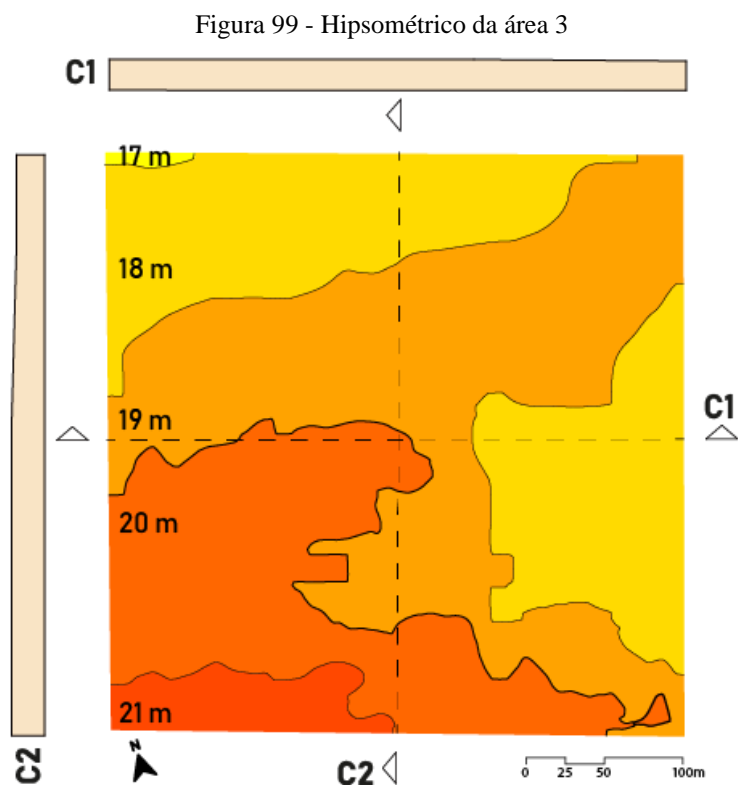 Figura 99 - Hipsométrico da área 3
C1
17 m
18 m
19 m
C1
20 m
21 m
C2
N
C2
0 25 50 100m